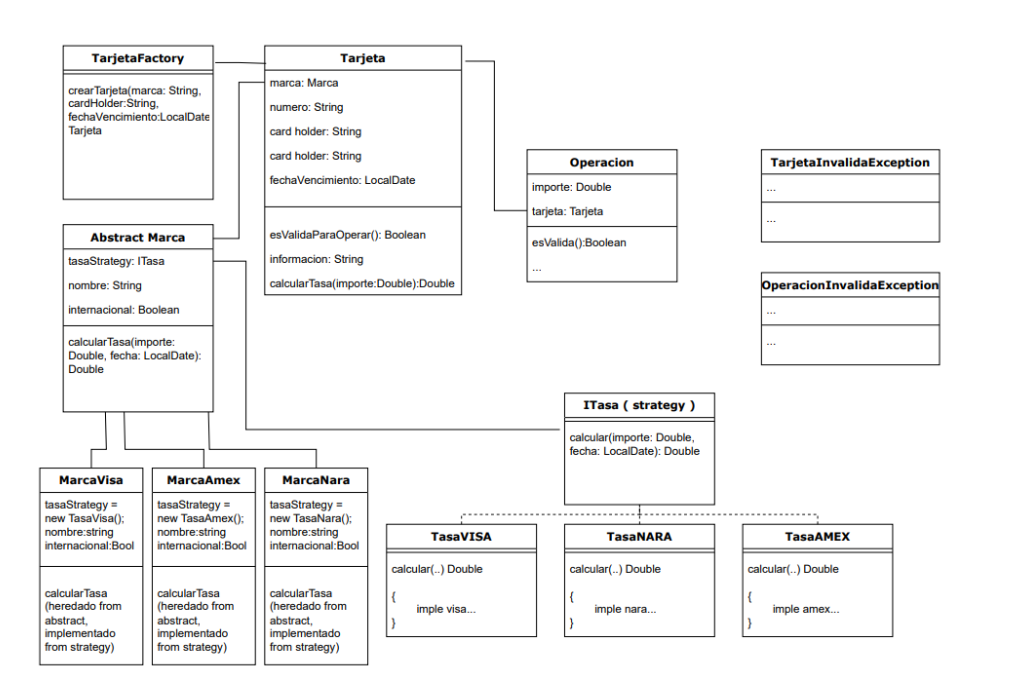 TarjetaFactory
crearTarjeta(marca: String,
cardHolder:String,
fechaVencimiento:LocalDate
Tarjeta
Tarjeta
marca: Marca
numero: String
card holder: String
card holder: String
fechaVencimiento: LocalDate
esValidaParaOperar(): Boolean
informacion: String
calcularTasa(importe:Double):Double
Operacion
importe: Double
tarjeta: Tarjeta
esValida():Boolean
...
TarjetaInvalidaException
...
...
OperacionInvalidaException
...
...
Abstract Marca
tasaStrategy: ITasa
nombre: String
internacional: Boolean
calcularTasa(importe:
Double, fecha: LocalDate):
Double
ITasa ( strategy )
calcular(importe: Double,
fecha: LocalDate): Double
MarcaVisa
tasaStrategy =
new TasaVisa();
nombre:string
internacional:Bool
calcularTasa
(heredado from
abstract,
implementado
from strategy)
MarcaAmex
tasaStrategy =
new TasaAmex();
nombre:string
internacional:Bool
calcularTasa
(heredado from
abstract,
implementado
from strategy)
MarcaNara
tasaStrategy =
new TasaNara();
nombre:string
internacional:Bool
calcularTasa
(heredado from
abstract,
implementado
from strategy)
TasaVISA
calcular(..) Double
{
imple visa...
}
TasaNARA
calcular(..) Double
{
imple nara...
}
TasaAMEX
calcular(..) Double
{
imple amex...
}